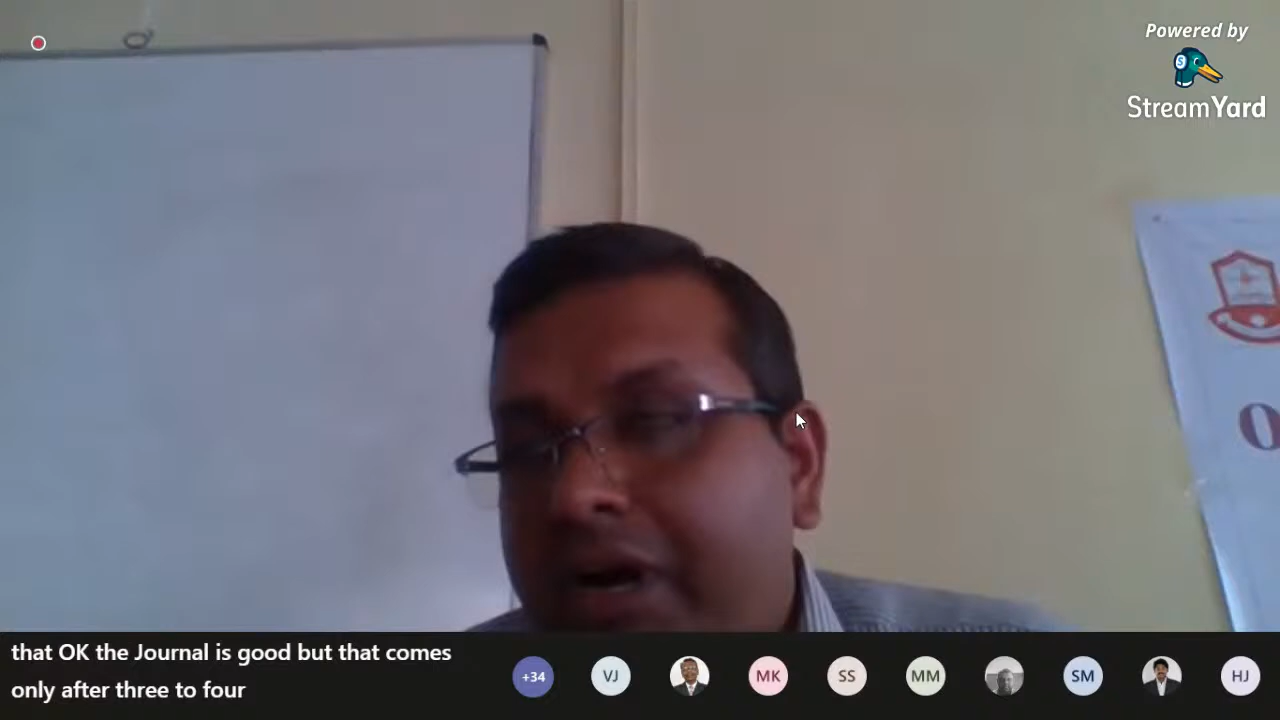 Powered by
StreamYard
that OK the Journal is good but that comes
only after three to four
+34
VJ
MK
SS
MM
SM
HJ